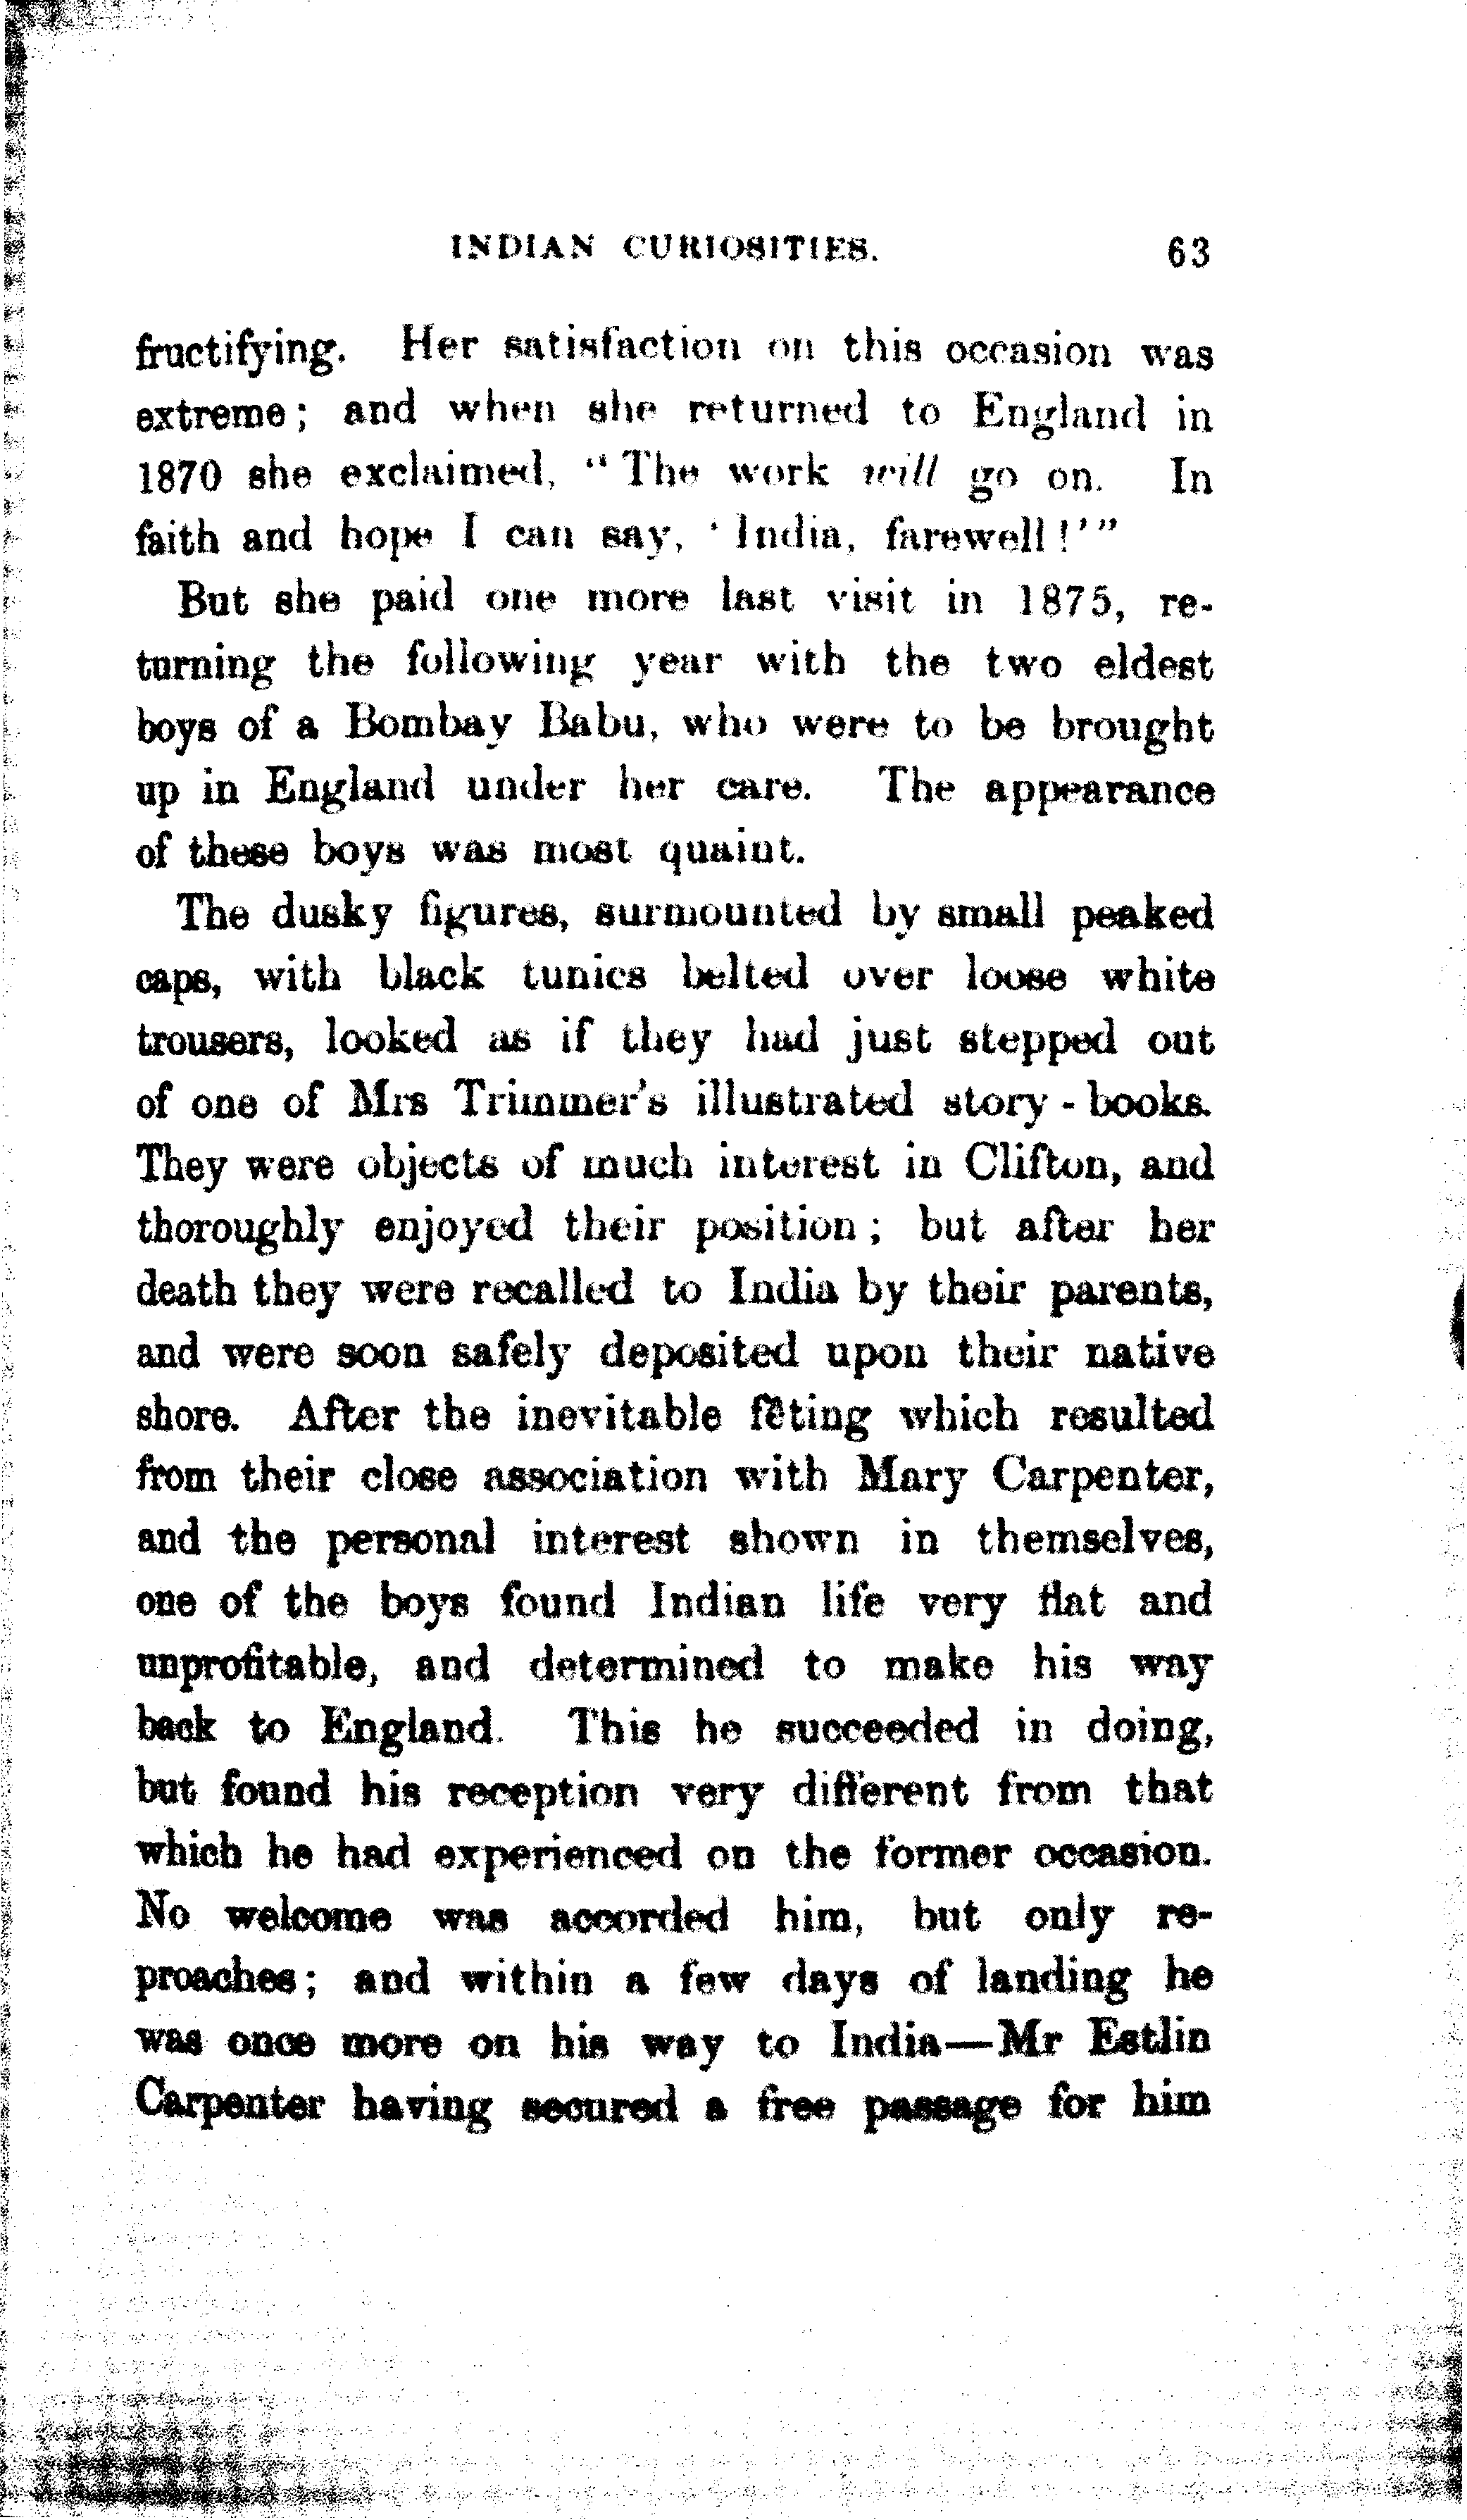 INDIAN CURIOSITIES. 63
fructifying. Her satisfaction on this occasion was
extreme; and when she returned to England in
1870 she exclaimed, "The work will go on. In
faith and hope I can say, 'India, farewell!'"
But she paid one more last visit in 1875, re-
turning the following year with the two eldest
boys of a Bombay Babu, who were to be brought
up in England under her care. The appearance
of these boys was most quaint.
The dusky figures, surmounted by small peaked
caps, with black tunics belted over loose white
trousers, looked as if they had just stepped out
of one of Mrs Trimmer's illustrated story-books.
They were objects of much interest in Clifton, and
thoroughly enjoyed their position; but after her
death they were recalled to India by their parents,
and were soon safely deposited upon their native
shore. After the inevitable fêting which resulted
from their close association with Mary Carpenter,
and the personal interest shown in themselves,
one of the boys found Indian life very flat and
unprofitable, and determined to make his way
back to England. This he succeeded in doing,
but found his reception very different from that
which he had experienced on the former occasion.
No welcome was accorded him, but only re-
proaches; and within a few days of landing he
was once more on his way to India—Mr Estlin
Carpenter having secured a free passage for him